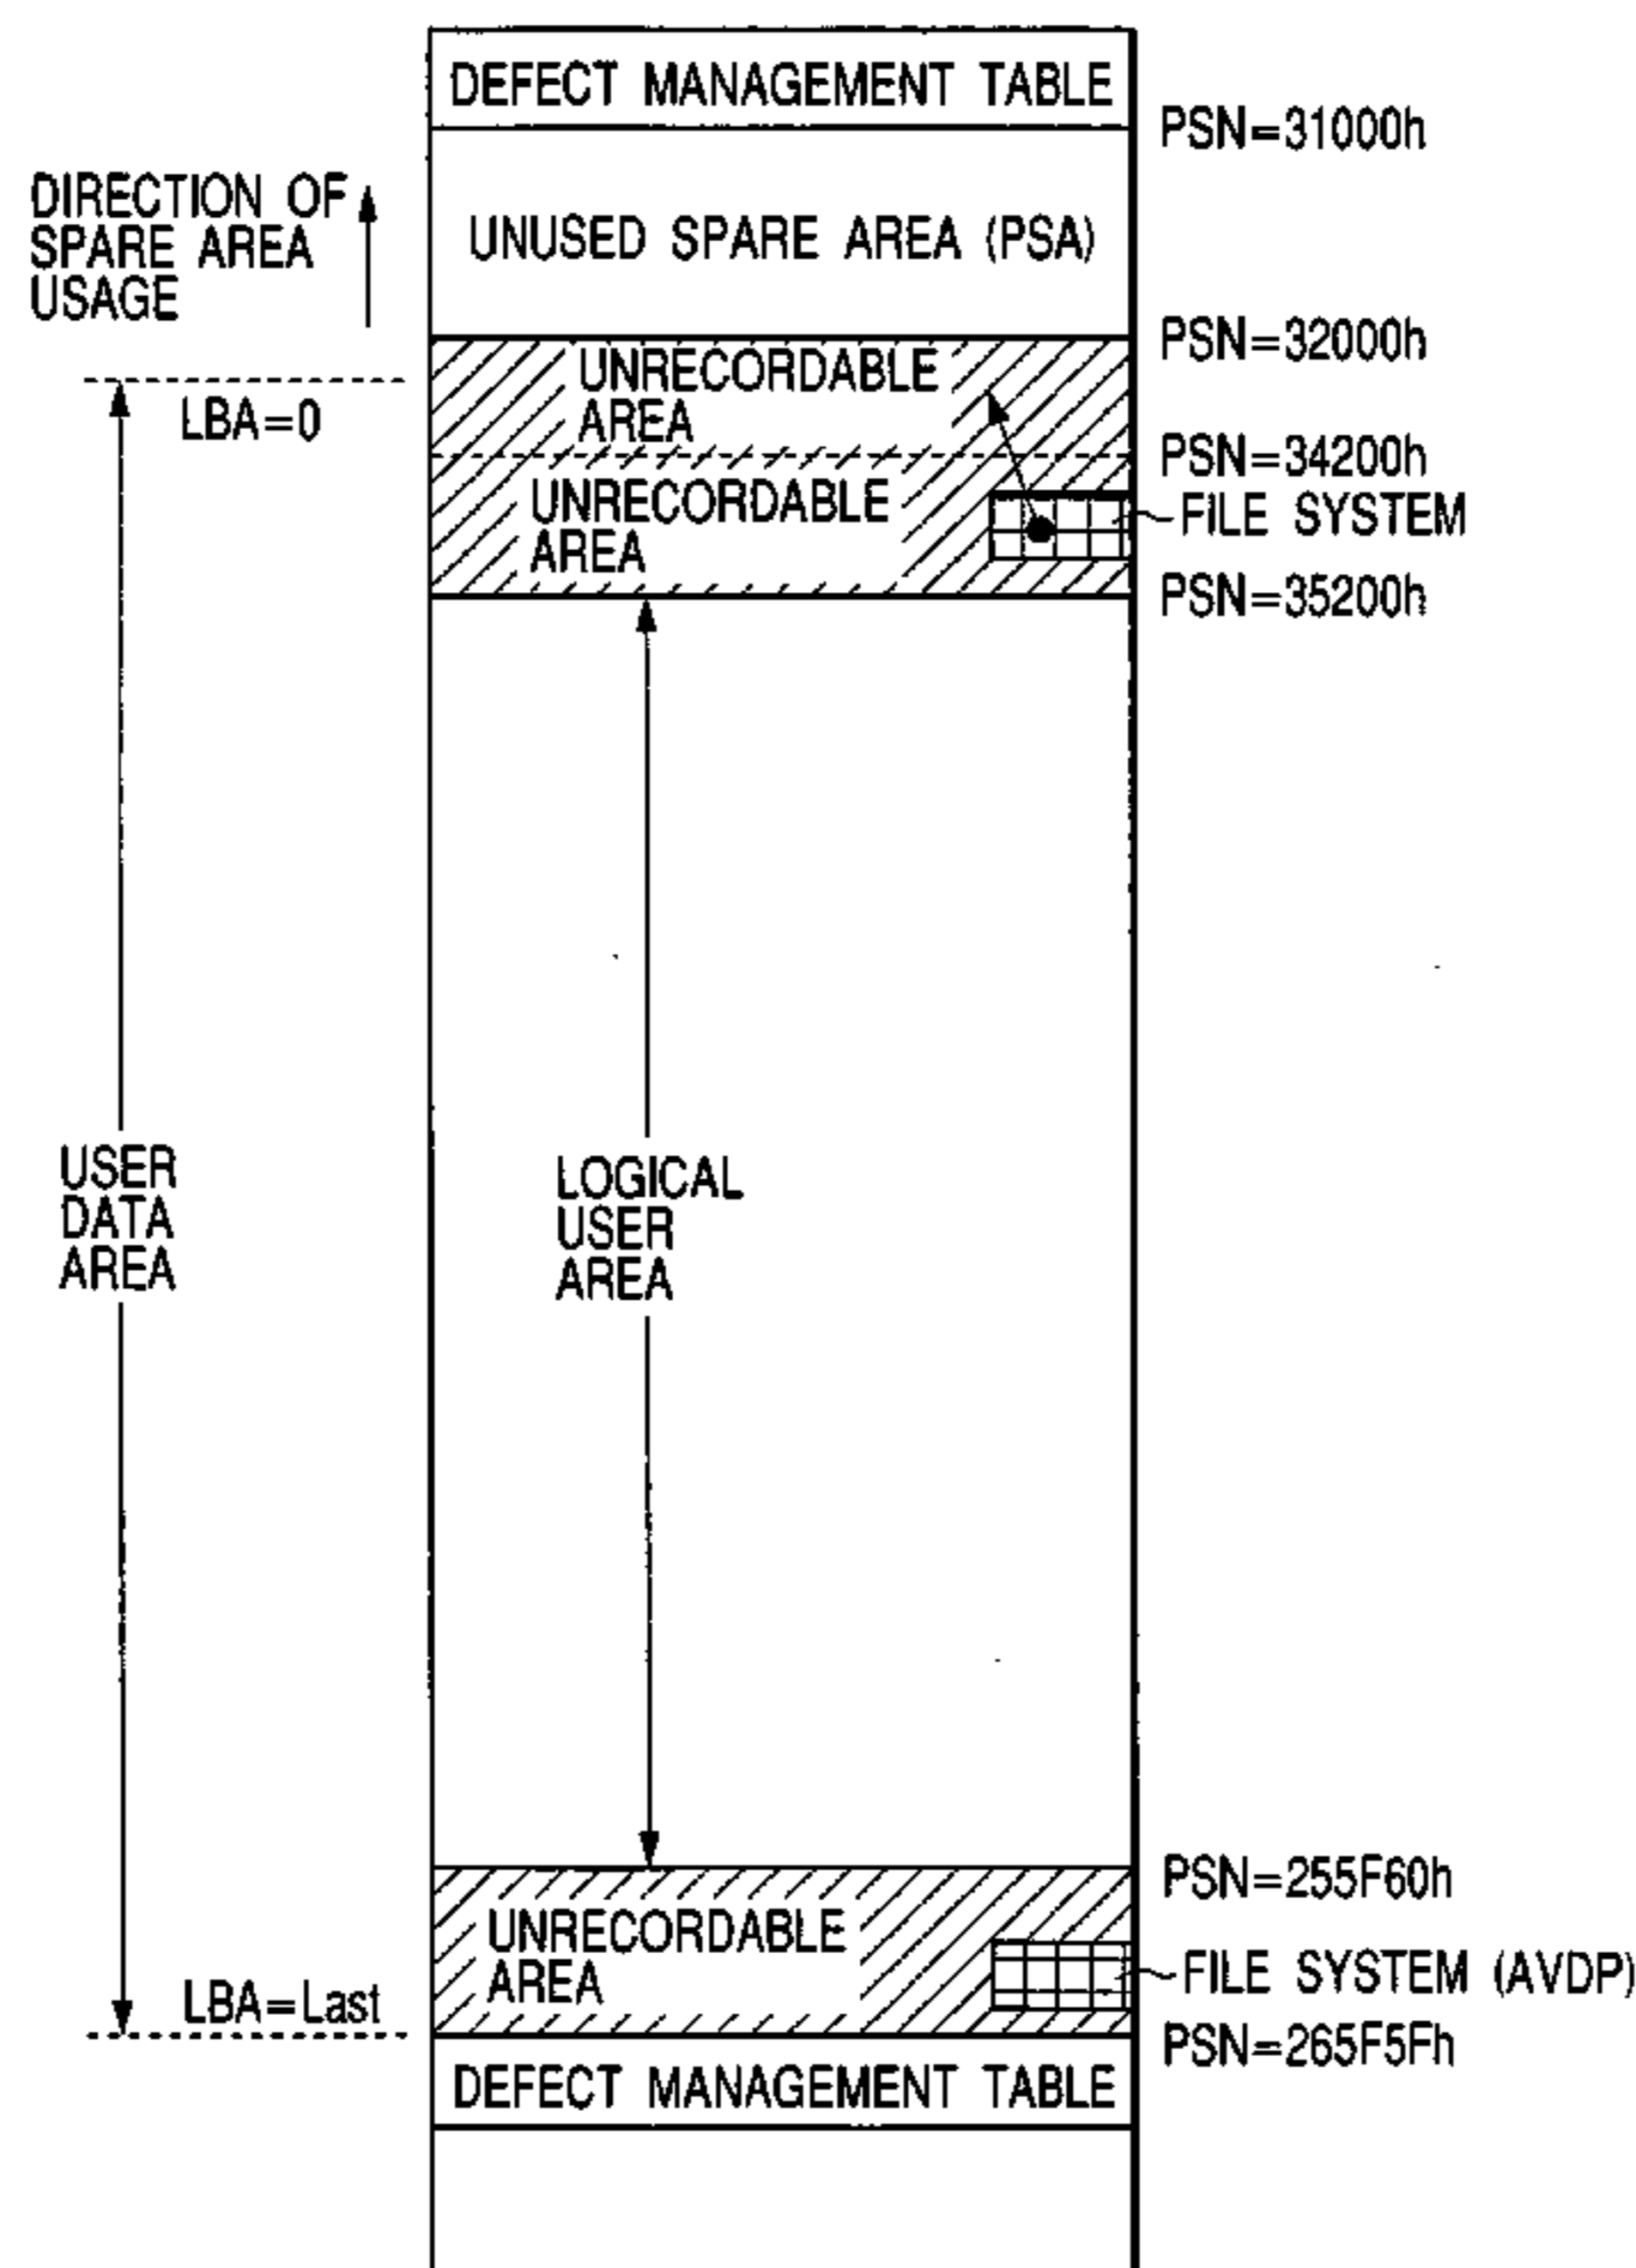 DEFECT MANAGEMENT TABLE
PSN=31000h
DIRECTION OF
SPARE AREA
USAGE
UNUSED SPARE AREA (PSA)
PSN=32000h
UNRECORDABLE
AREA
LBA=0
PSN=34200h
UNRECORDABLE
AREA
FILE SYSTEM
PSN=35200h
USER
DATA
AREA
LOGICAL
USER
AREA
PSN=255F60h
UNRECORDABLE
AREA
FILE SYSTEM (AVDP)
LBA=Last
PSN=265F5Fh
DEFECT MANAGEMENT TABLE